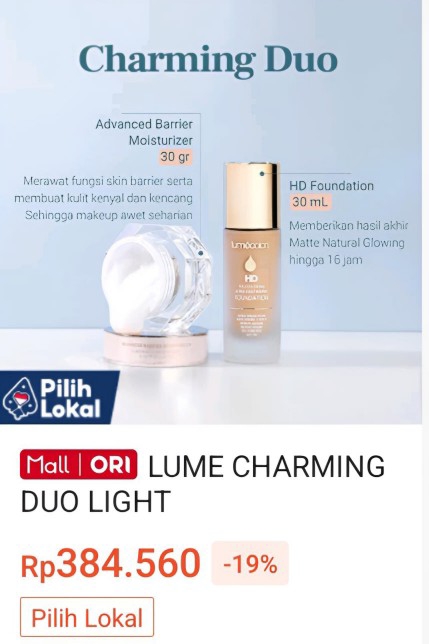 Charming Duo
Advanced Barrier
Moisturizer
30 gr
Merawat fungsi skin barrier serta
membuat kulit kenyal dan kencang
Sehingga makeup awet seharian
HD Foundation
30 mL
Memberikan hasil akhir
Matte Natural Glowing
hingga 16 jam
HD
FOUNDATION
Pilih
Lokal
Mall | ORI LUME CHARMING
DUO LIGHT
Rp384.560 -19%
Pilih Lokal